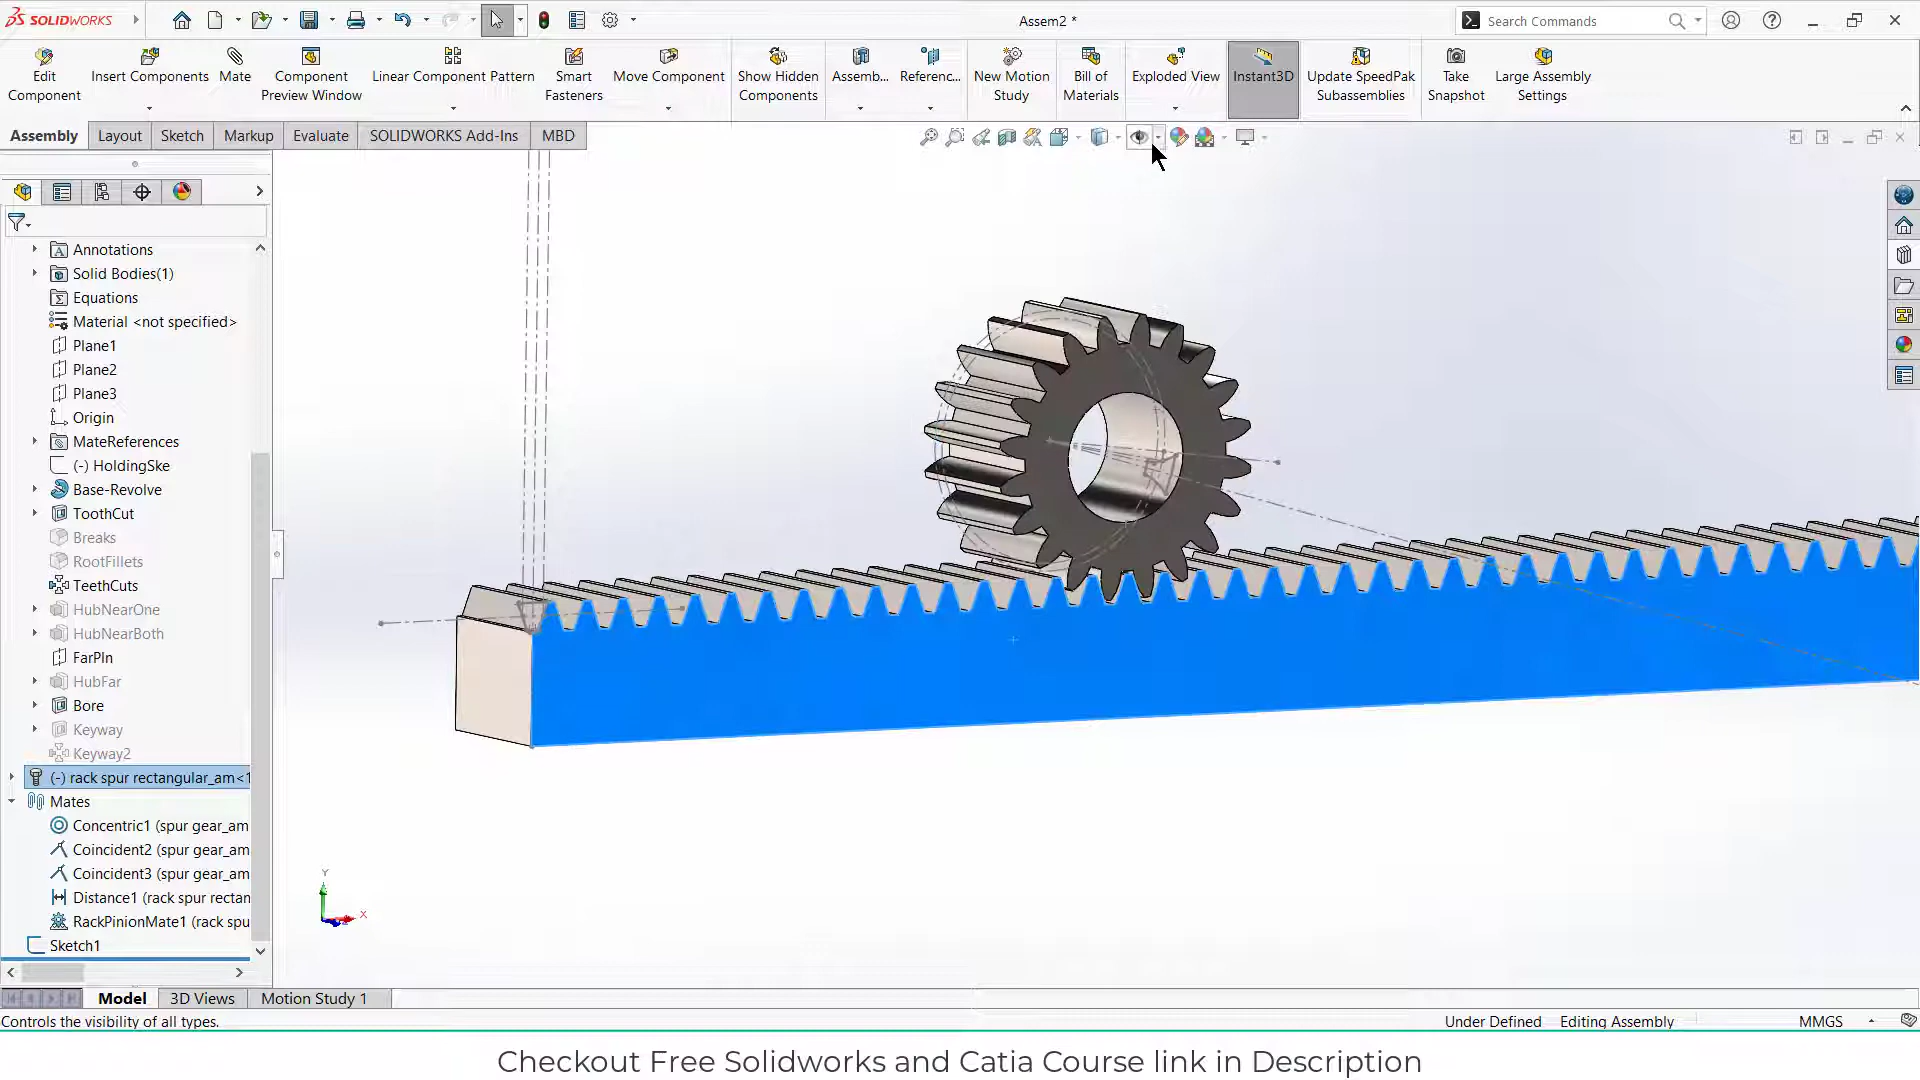 SOLIDWORKS
Assem2 *
Search Commands
Edit Component
Insert Components
Mate
Component Preview Window
Linear Component Pattern
Smart Fasteners
Move Component
Show Hidden Components
Assemb...
Referenc...
New Motion Study
Bill of Materials
Exploded View
Instant3D
Update SpeedPak Subassemblies
Take Snapshot
Large Assembly Settings
Assembly
Layout
Sketch
Markup
Evaluate
SOLIDWORKS Add-Ins
MBD
Annotations
Solid Bodies(1)
Equations
Material <not specified>
Plane1
Plane2
Plane3
Origin
MateReferences
(-) HoldingSke
Base-Revolve
ToothCut
Breaks
RootFillets
TeethCuts
HubNearOne
HubNearBoth
FarPln
HubFar
Bore
Keyway
Keyway2
(-) rack spur rectangular_am<1
Mates
Concentric1 (spur gear_am
Coincident2 (spur gear_am
Coincident3 (spur gear_am
Distance1 (rack spur rectan
RackPinionMate1 (rack spu
Sketch1
Y
X
Model
3D Views
Motion Study 1
Controls the visibility of all types.
Under Defined
Editing Assembly
MMGS
Checkout Free Solidworks and Catia Course link in Description